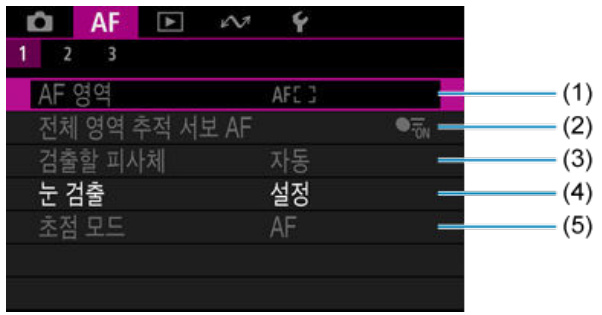 AF
1 2 3
AF 영역 AF[ ] (1)
전체 영역 추적 서보 AF ON (2)
검출할 피사체 자동 (3)
눈 검출 설정 (4)
초점 모드 AF (5)